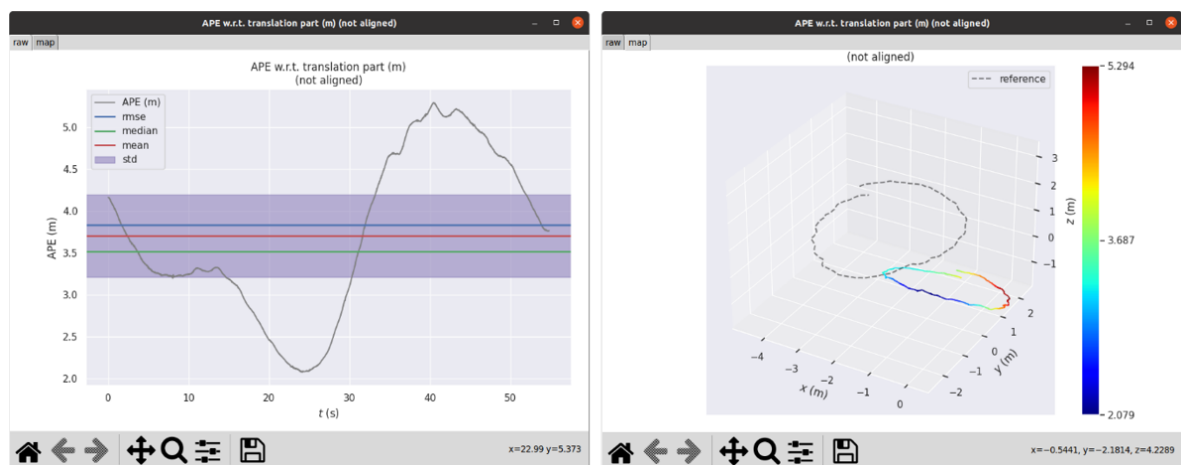 APE w.r.t. translation part (m) (not aligned)
raw map
APE w.r.t. translation part (m)
(not aligned)
APE (m)
rmse
median
mean
std
5.0
4.5
4.0
3.5
3.0
2.5
2.0
APE (m)
0 10 20 30 40 50
t (s)
x=22.99 y=5.373
APE w.r.t. translation part (m) (not aligned)
raw map
(not aligned)
reference
5.294
3.687
2.079
3
2
1
0
−1
z (m)
2
1
0
−1
−2
y (m)
−4
−3
−2
−1
0
x (m)
x=−0.5441, y=−2.1814, z=4.2289